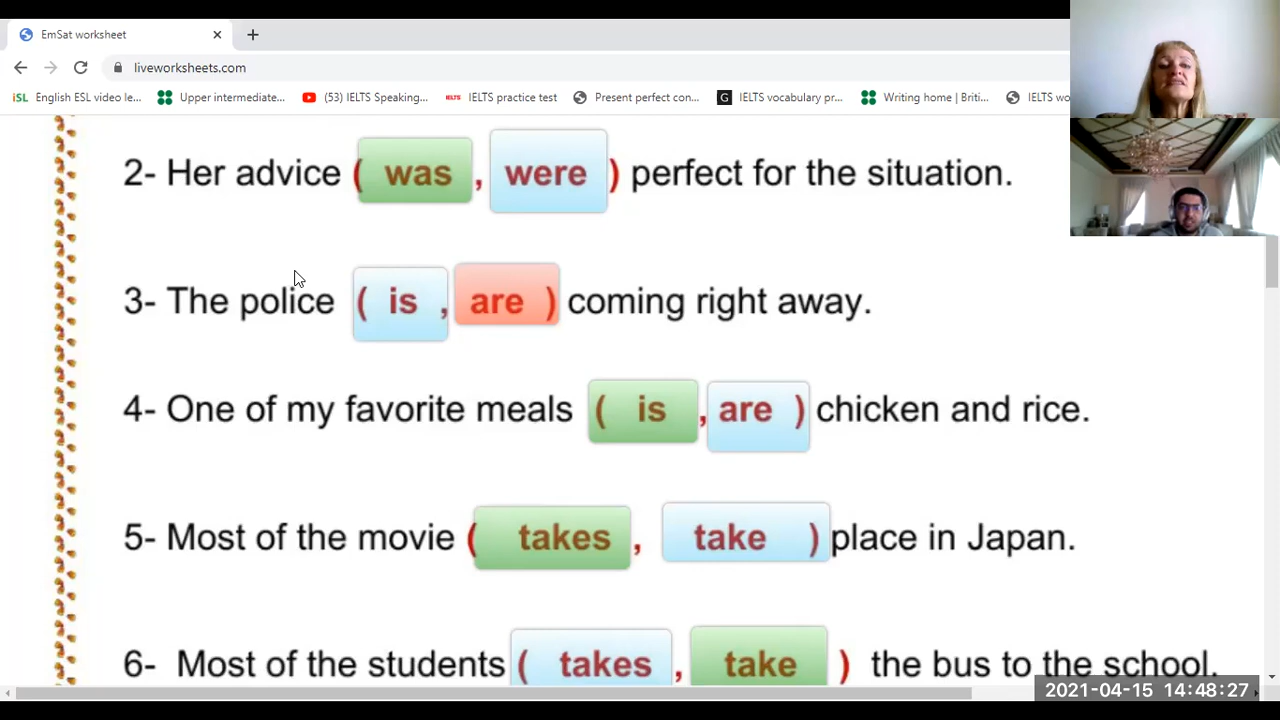 EmSat worksheet
liveworksheets.com
iSL English ESL video le... Upper intermediate... (53) IELTS Speaking... IELTS IELTS practice test Present perfect con... G IELTS vocabulary pr... Writing home | Briti... IELTS wo
2- Her advice ( was , were ) perfect for the situation.
3- The police ( is , are ) coming right away.
4- One of my favorite meals ( is , are ) chicken and rice.
5- Most of the movie ( takes , take ) place in Japan.
6- Most of the students ( takes , take ) the bus to the school.
2021-04-15 14:48:27